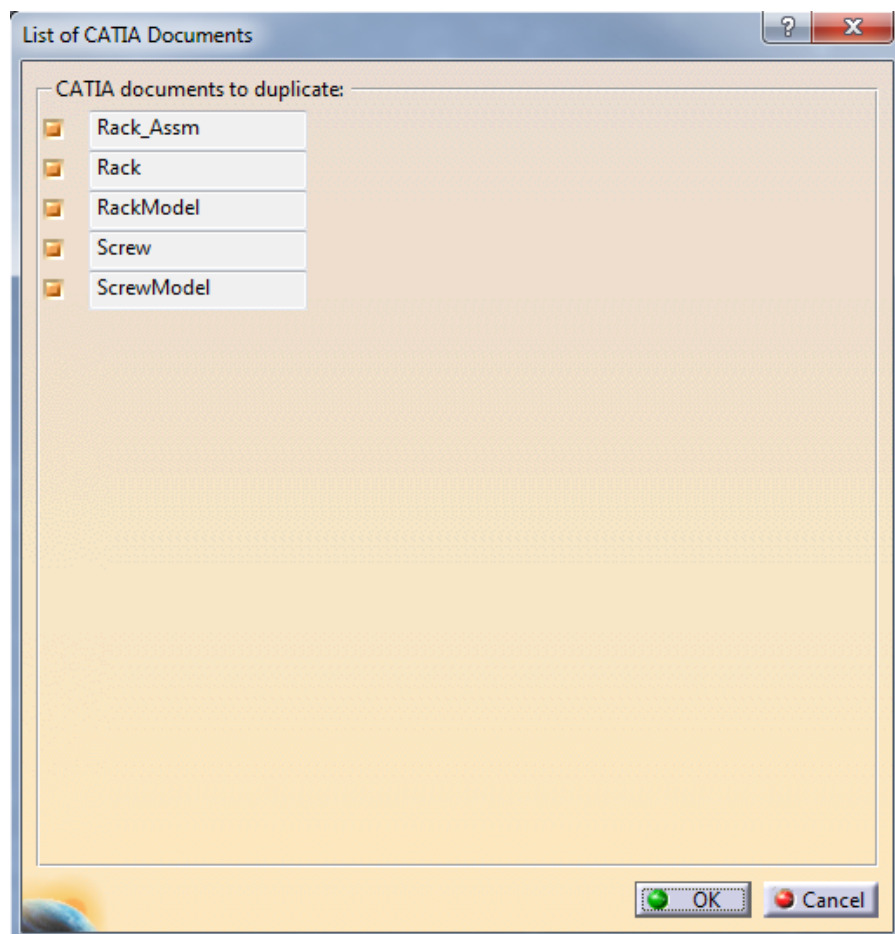 List of CATIA Documents
CATIA documents to duplicate:
Rack_Assm
Rack
RackModel
Screw
ScrewModel
OK Cancel